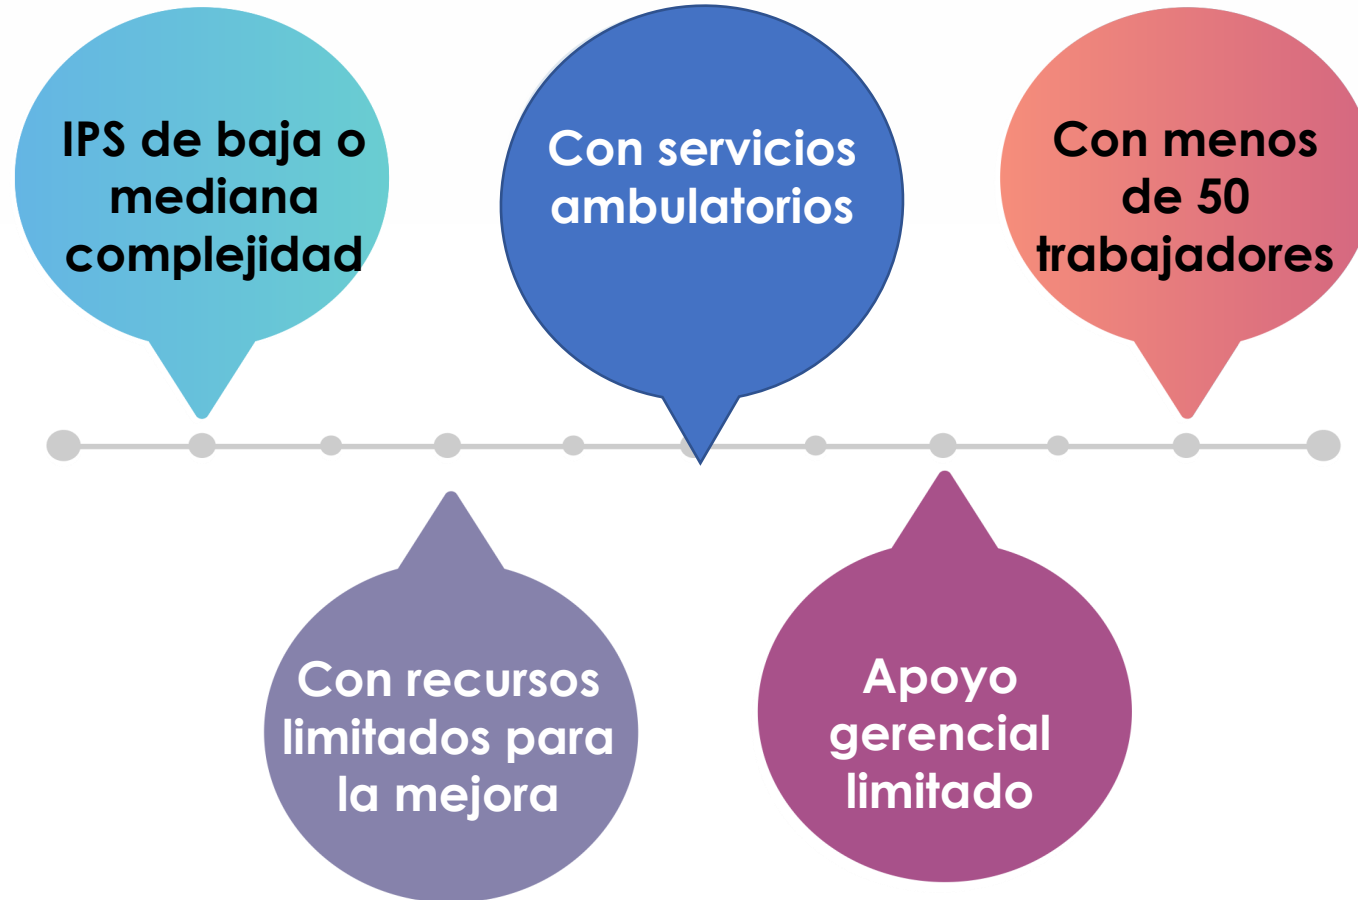 IPS de baja o
mediana
complejidad
Con servicios
ambulatorios
Con menos
de 50
trabajadores
Con recursos
limitados para
la mejora
Apoyo
gerencial
limitado